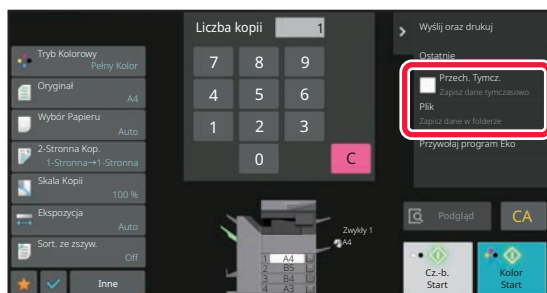 Liczba kopii 1
Tryb Kolorowy
Pełny Kolor
Oryginał
A4
Wybór Papieru
Auto
2-Stronna Kop.
1-Stronna→1-Stronna
Skala Kopii
100 %
Ekspozycja
Auto
Sort. ze zszyw.
Off
Inne
7 8 9
4 5 6
1 2 3
0 C
Zwykły 1
A4
1 A4
2 B5
3 B4
4 A3
Wyślij oraz drukuj
Ostatnie
Przech. Tymcz.
Zapisz dane tymczasowo
Plik
Zapisz dane w folderze
Przywołaj program Eko
Podgląd
CA
Cz-b.
Start
Kolor
Start